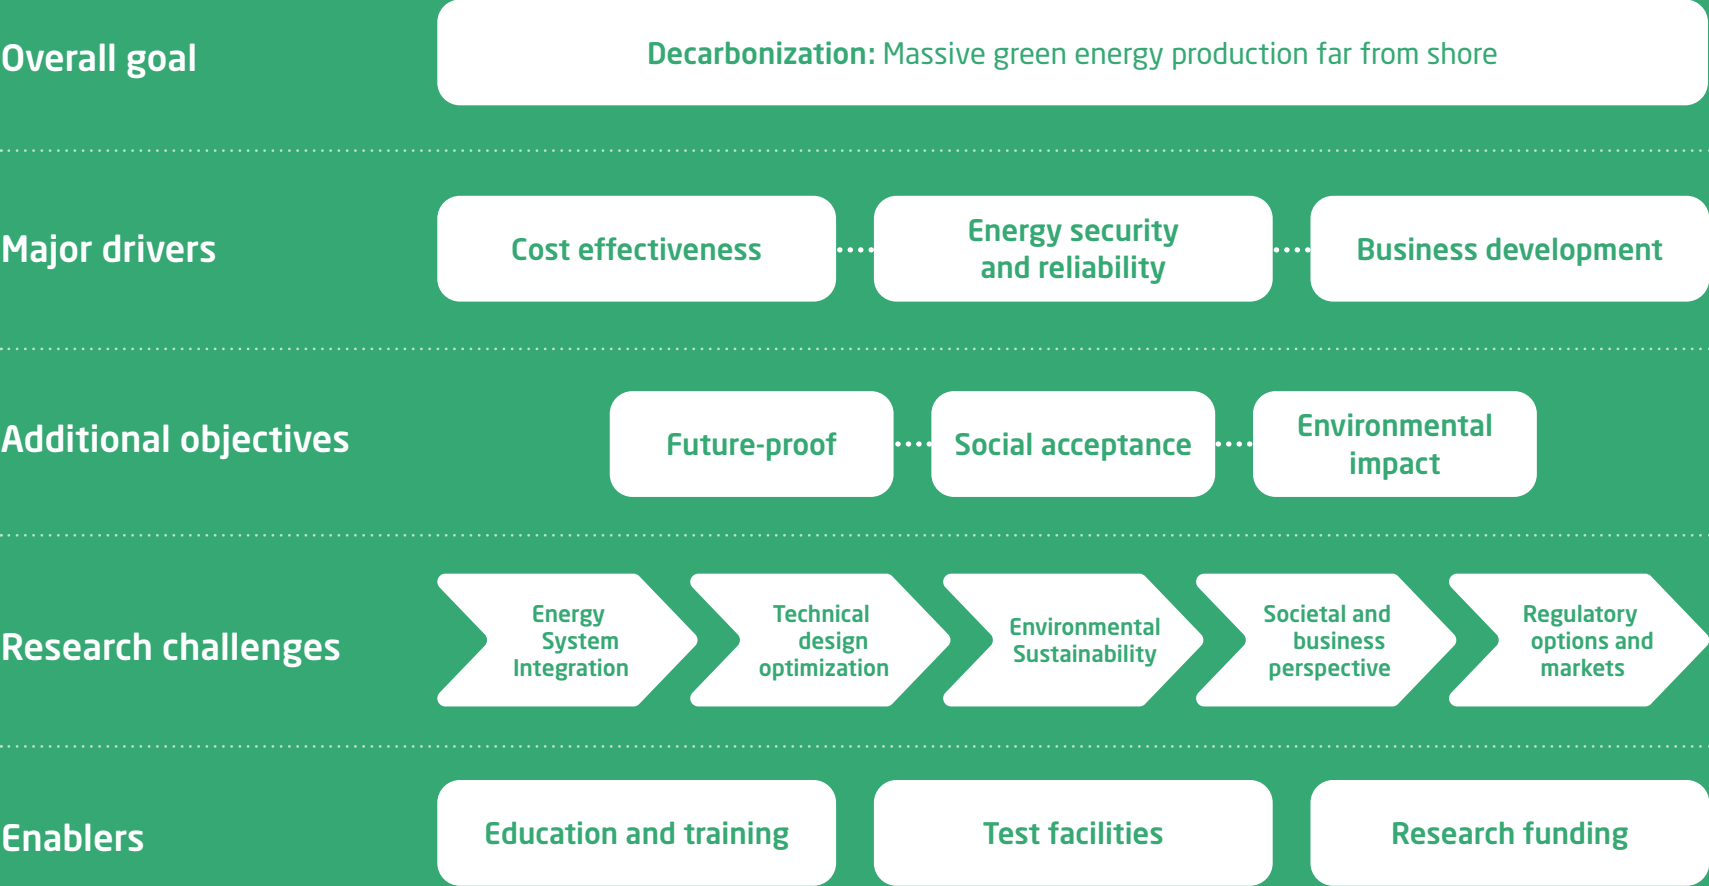 Overall goal
Decarbonization: Massive green energy production far from shore
Major drivers
Cost effectiveness
Energy security
and reliability
Business development
Additional objectives
Future-proof
Social acceptance
Environmental
impact
Research challenges
Energy
System
Integration
Technical
design
optimization
Environmental
Sustainability
Societal and
business
perspective
Regulatory
options and
markets
Enablers
Education and training
Test facilities
Research funding